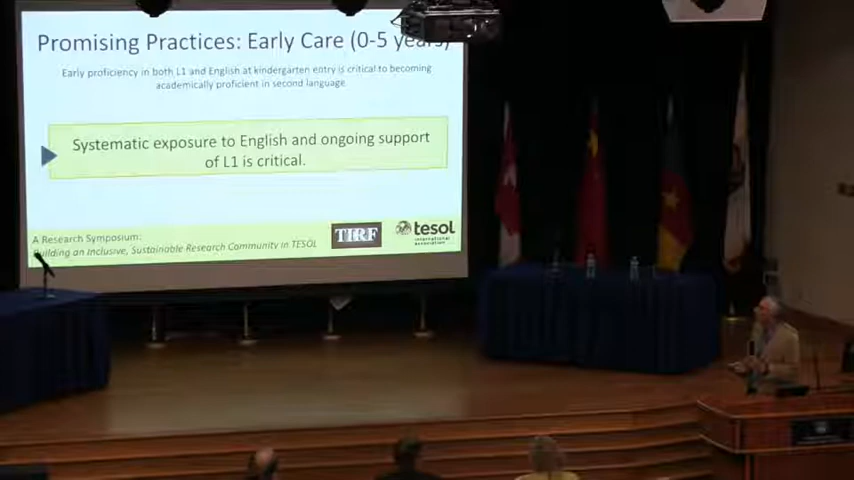 Promising Practices: Early Care (0-5 years)
Early proficiency in both L1 and English at kindergarten entry is critical to becoming
academically proficient in second language
Systematic exposure to English and ongoing support
of L1 is critical.
A Research Symposium:
Building an Inclusive, Sustainable Research Community in TESOL
TIRF
tesol
international
association